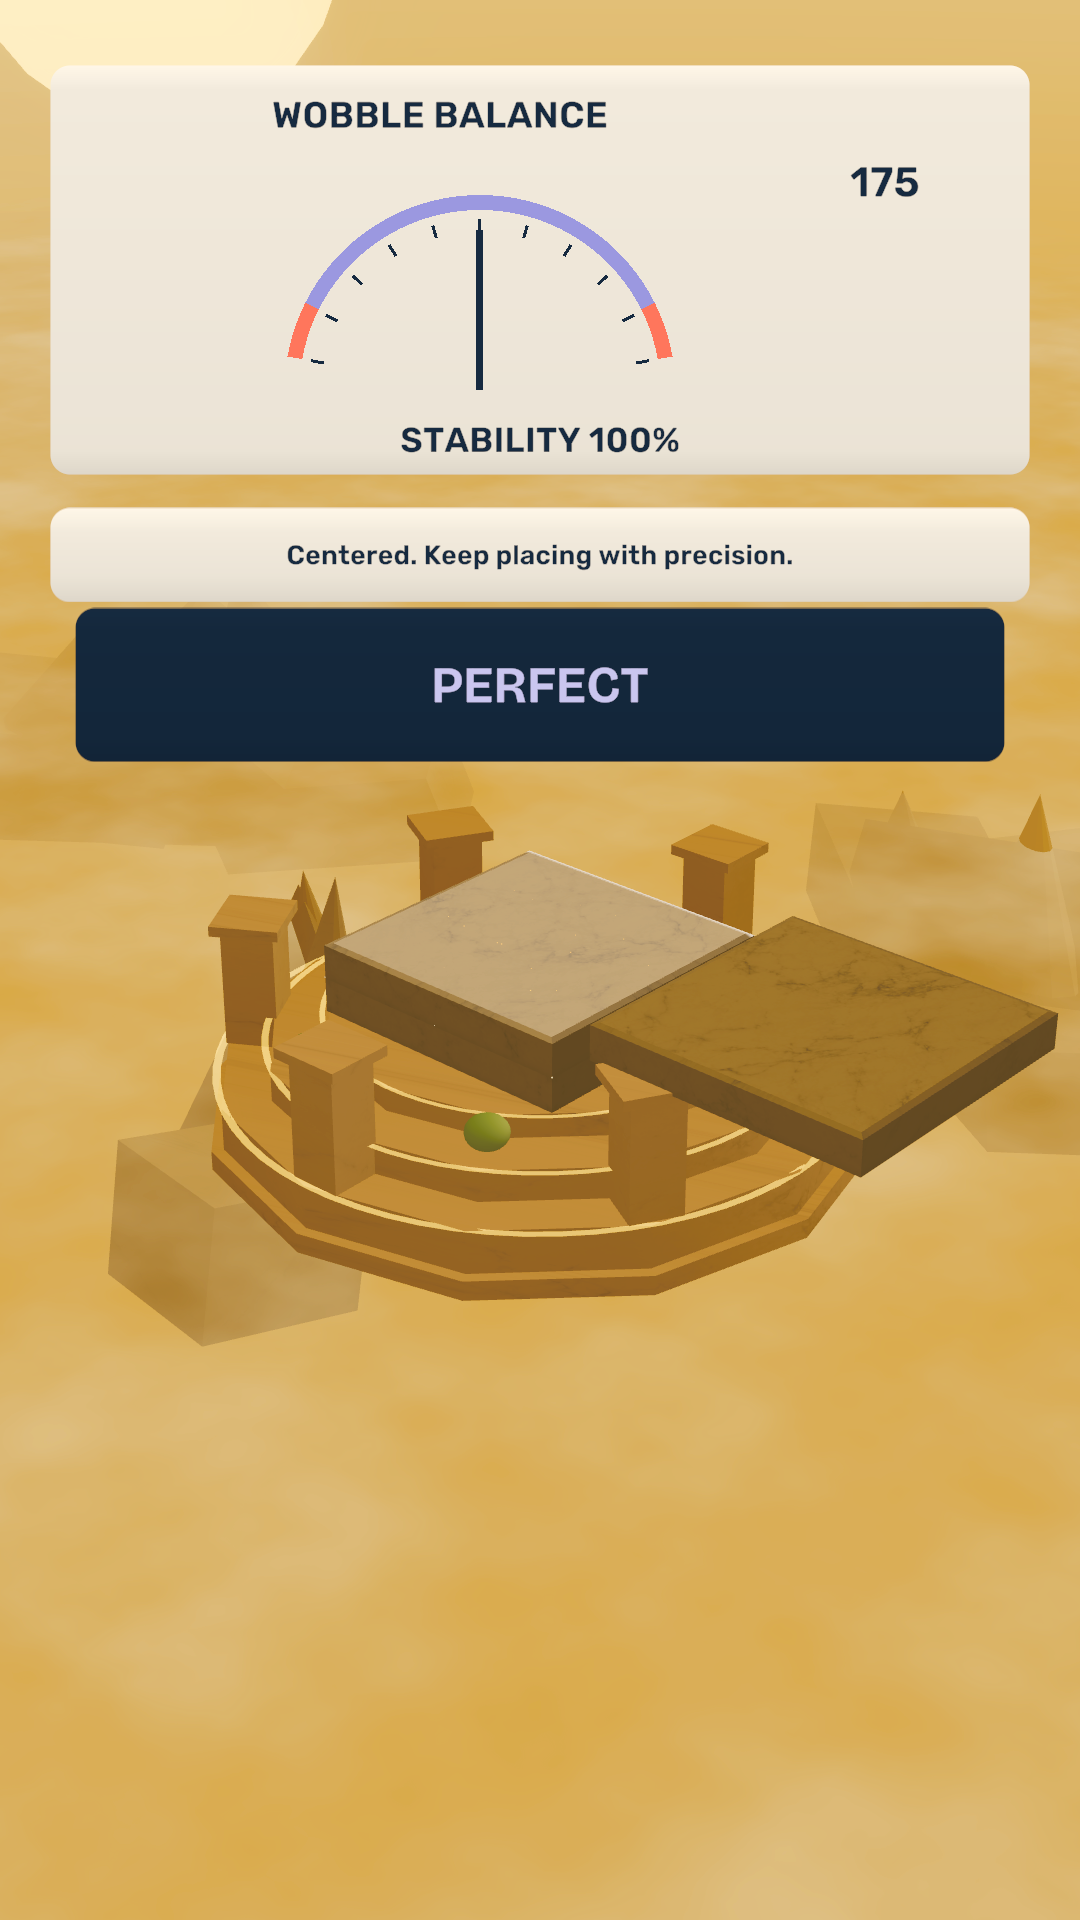 WOBBLE BALANCE
175
STABILITY 100%
Centered. Keep placing with precision.
PERFECT